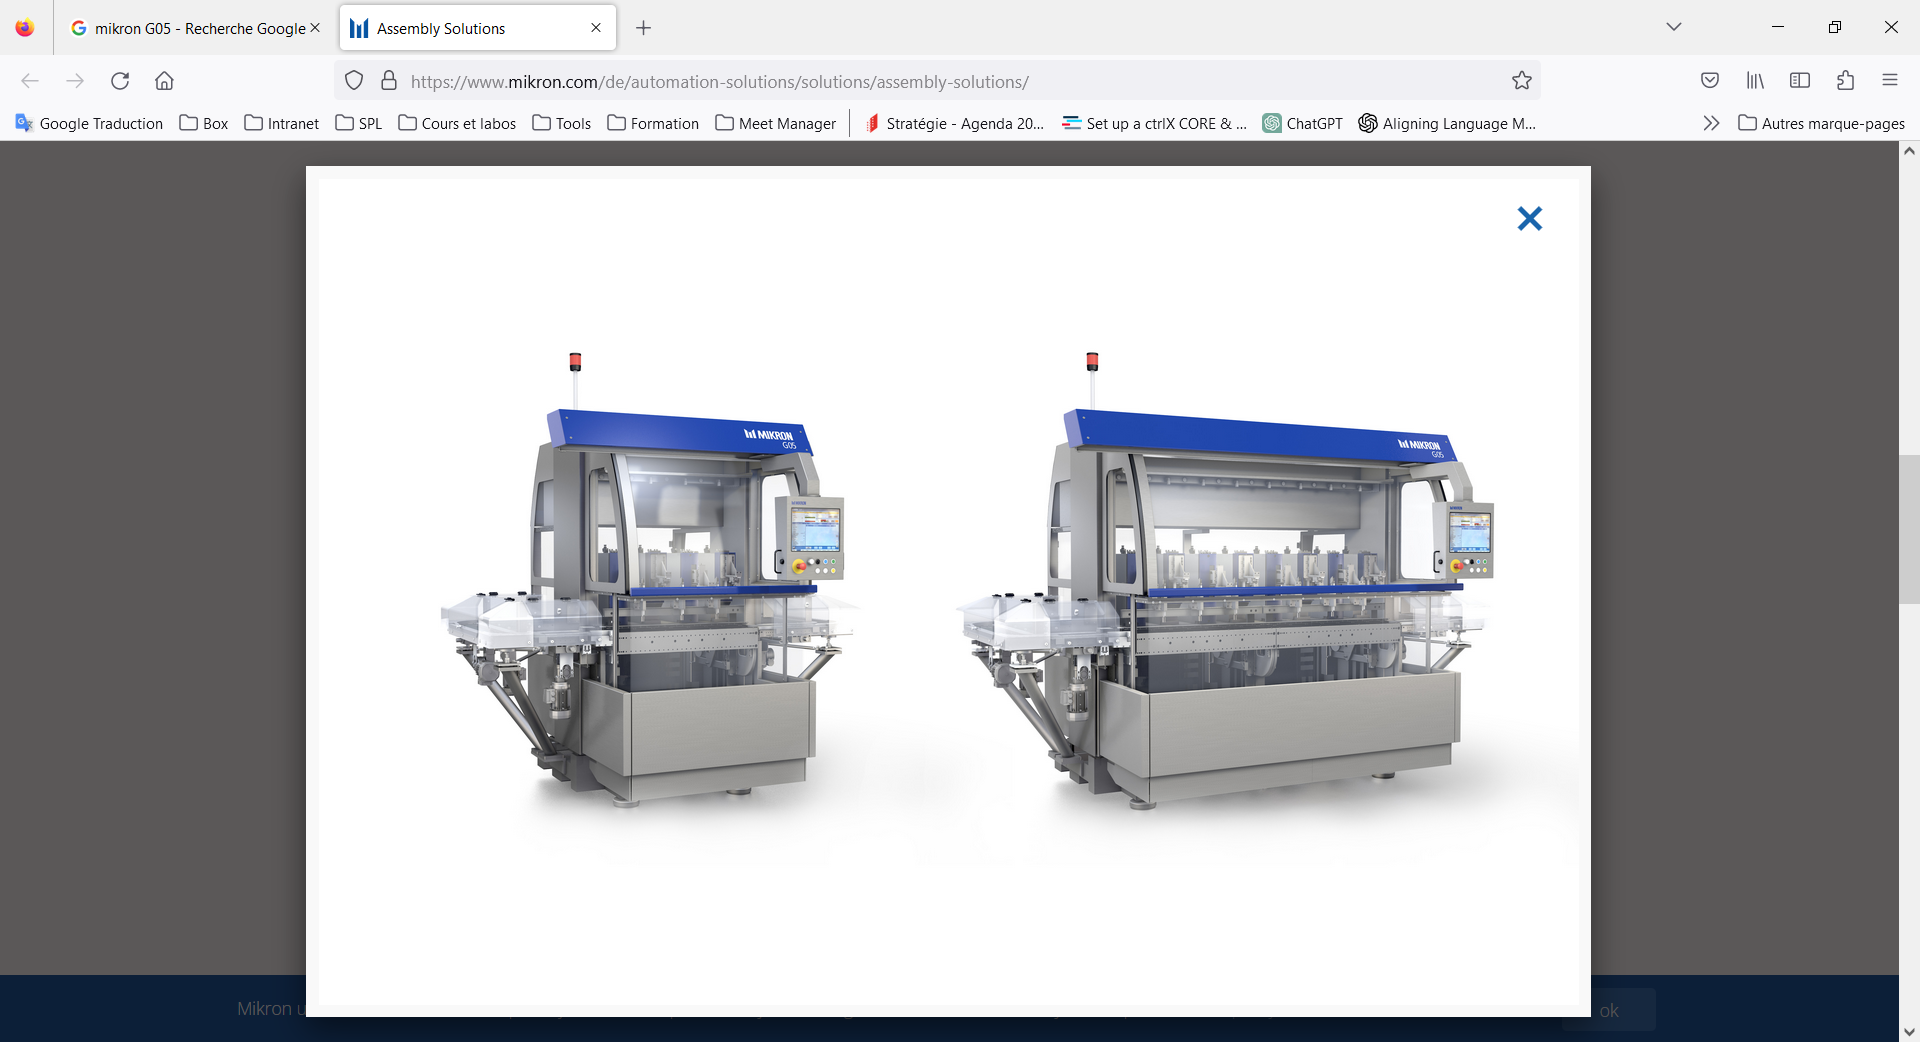 mikron G05 - Recherche Google
Assembly Solutions
https://www.mikron.com/de/automation-solutions/solutions/assembly-solutions/
Google Traduction
Box
Intranet
SPL
Cours et labos
Tools
Formation
Meet Manager
Stratégie - Agenda 20...
Set up a ctrlX CORE & ...
ChatGPT
Aligning Language M...
Autres marque-pages
MIKRON
G05
MIKRON
G05
Mikron
ok